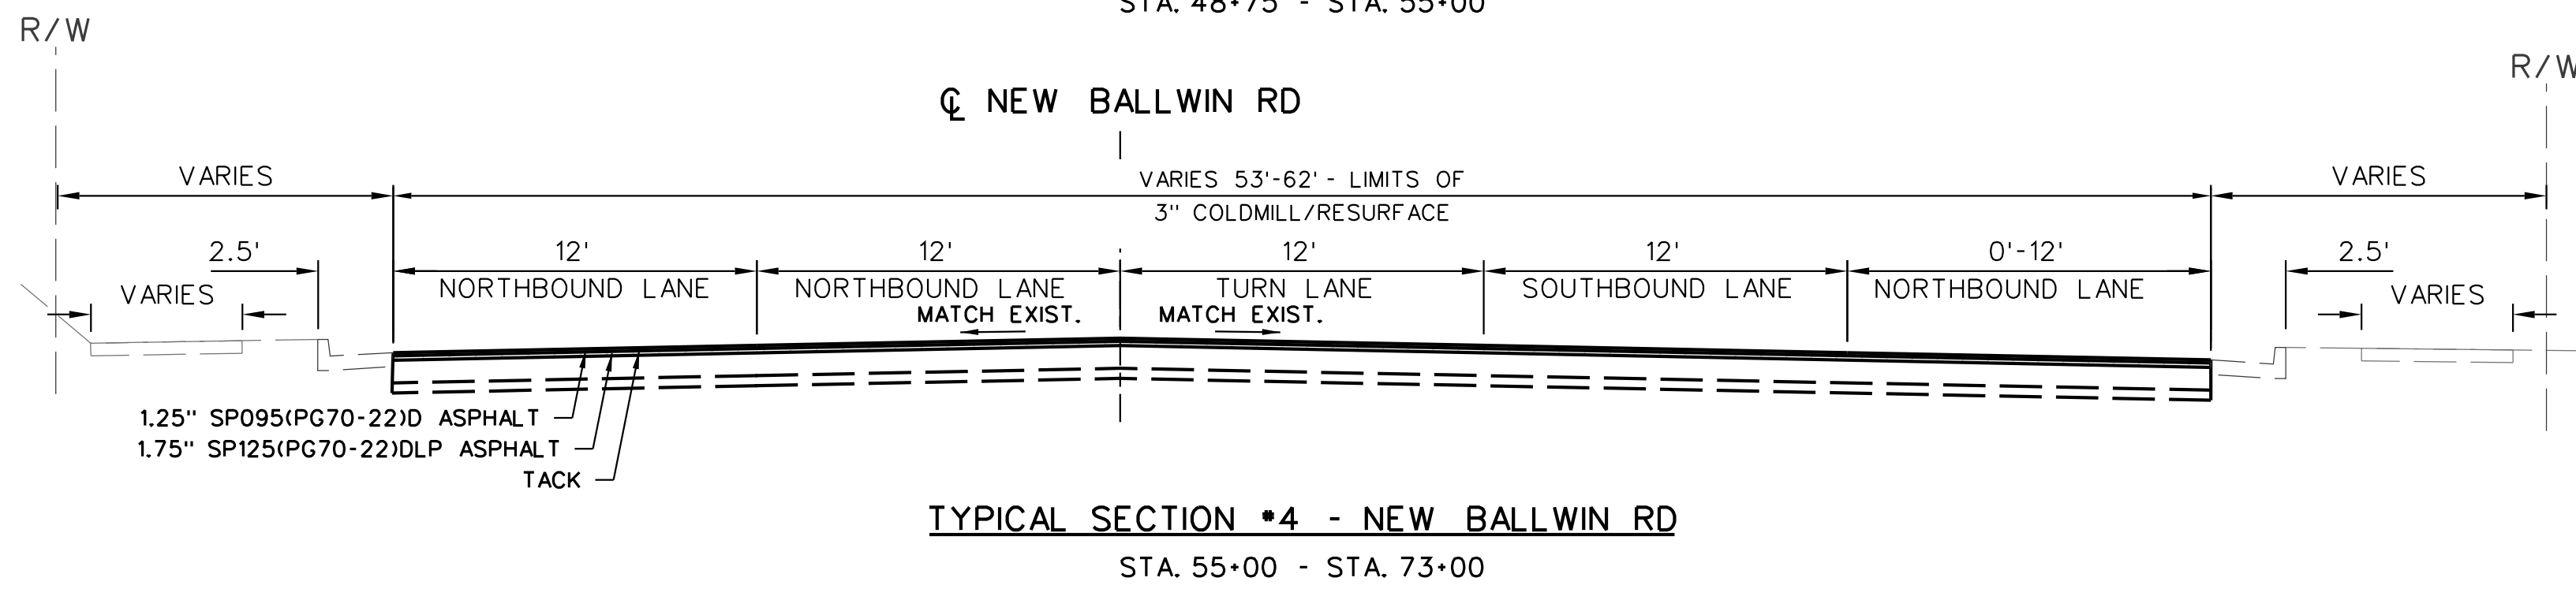 STA. 48+75 - STA. 55+00
R/W
R/W
℄ NEW BALLWIN RD
VARIES
VARIES 53'-62' - LIMITS OF
3" COLDMILL/RESURFACE
VARIES
2.5'
12'
12'
12'
12'
0'-12'
2.5'
VARIES
NORTHBOUND LANE
NORTHBOUND LANE
TURN LANE
SOUTHBOUND LANE
NORTHBOUND LANE
VARIES
MATCH EXIST.
MATCH EXIST.
1.25" SP095(PG70-22)D ASPHALT
1.75" SP125(PG70-22)DLP ASPHALT
TACK
TYPICAL SECTION #4 - NEW BALLWIN RD
STA. 55+00 - STA. 73+00